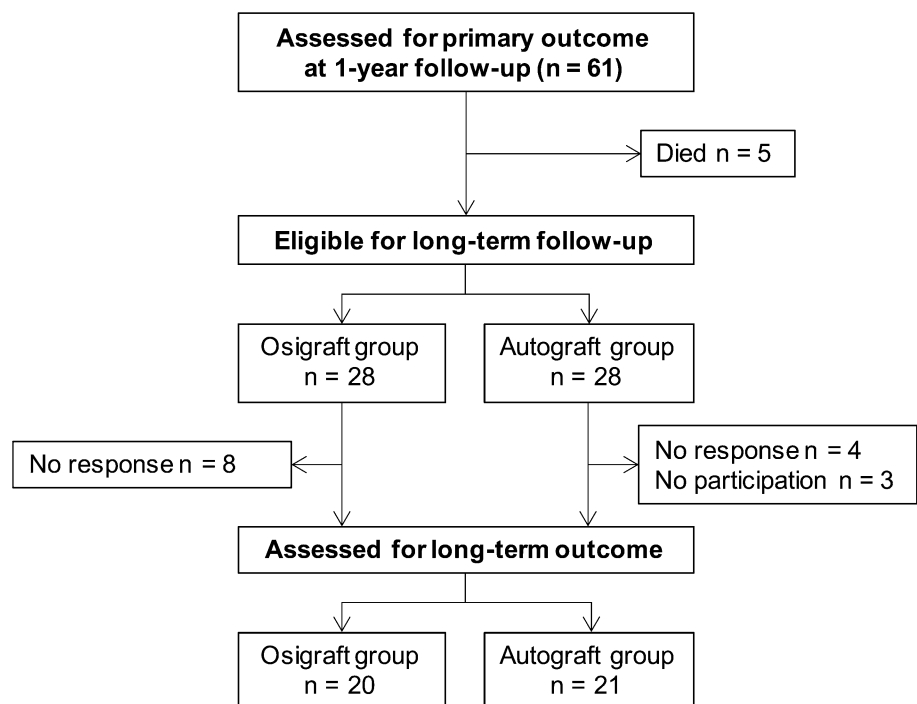 Assessed for primary outcome
at 1-year follow-up (n = 61)
Died n = 5
Eligible for long-term follow-up
Osigraft group
n = 28
Autograft group
n = 28
No response n = 8
No response n = 4
No participation n = 3
Assessed for long-term outcome
Osigraft group
n = 20
Autograft group
n = 21